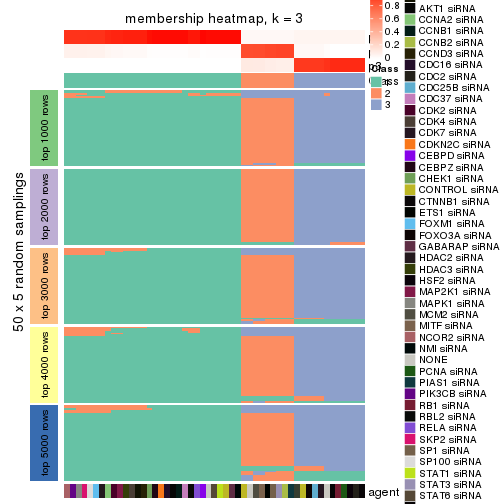 membership heatmap, k = 3
50 x 5 random samplings
top 1000 rows
top 2000 rows
top 3000 rows
top 4000 rows
top 5000 rows
0.8
0.6
0.4
0.2
0
Class
1
2
3
agent
AKT1 siRNA
CCNA2 siRNA
CCNB1 siRNA
CCNB2 siRNA
CCND3 siRNA
CDC16 siRNA
CDC2 siRNA
CDC25B siRNA
CDC37 siRNA
CDK2 siRNA
CDK4 siRNA
CDK7 siRNA
CDKN2C siRNA
CEBPD siRNA
CEBPZ siRNA
CHEK1 siRNA
CONTROL siRNA
CTNNB1 siRNA
ETS1 siRNA
FOXM1 siRNA
FOXO3A siRNA
GABARAP siRNA
HDAC2 siRNA
HDAC3 siRNA
HSF2 siRNA
MAP2K1 siRNA
MAPK1 siRNA
MCM2 siRNA
MITF siRNA
NCOR2 siRNA
NMI siRNA
NONE
PCNA siRNA
PIAS1 siRNA
PIK3CB siRNA
RB1 siRNA
RBL2 siRNA
RELA siRNA
SKP2 siRNA
SP1 siRNA
SP100 siRNA
STAT1 siRNA
STAT3 siRNA
STAT6 siRNA